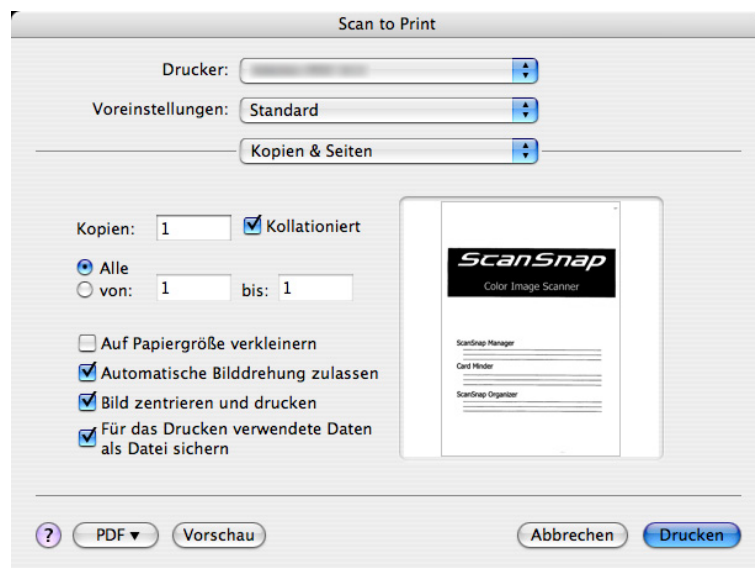 Scan to Print
Drucker:
Voreinstellungen: Standard
Kopien & Seiten
Kopien: 1 Kollationiert
Alle
von: 1 bis: 1
Auf Papiergröße verkleinern
Automatische Bilddrehung zulassen
Bild zentrieren und drucken
Für das Drucken verwendete Daten
als Datei sichern
ScanSnap
Color Image Scanner
ScanSnap Manager
Card Minder
ScanSnap Organizer
? PDF ▼ Vorschau Abbrechen Drucken